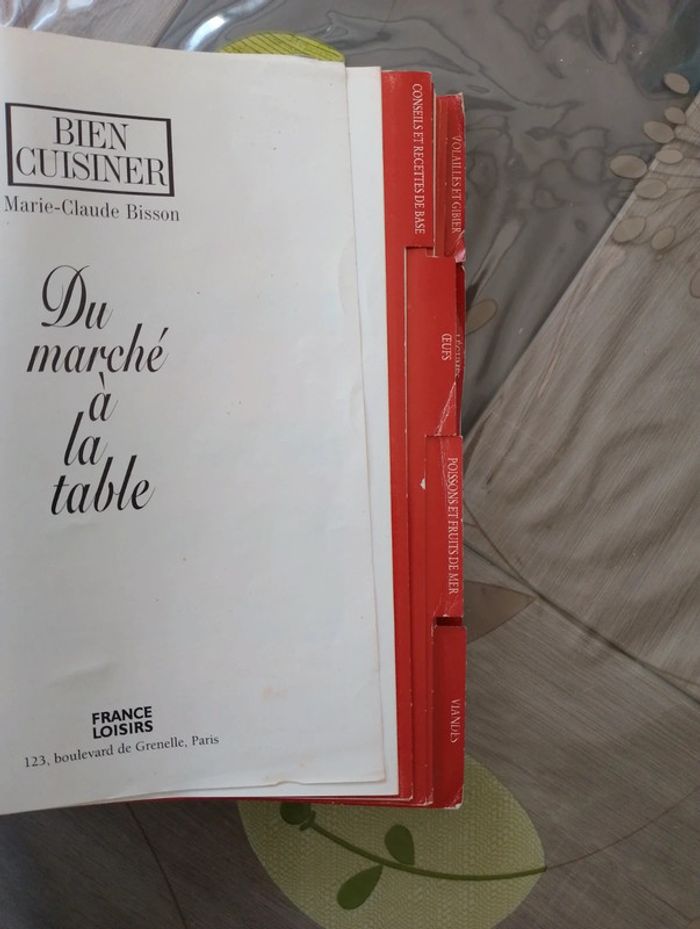 BIEN
CUISINER
Marie-Claude Bisson
Du
marché
à
la
table
FRANCE
LOISIRS
123, boulevard de Grenelle, Paris
CONSEILS ET RECETTES DE BASE
VOLAILLES ET GIBIER
ŒUFS
POISSONS ET FRUITS DE MER
VIANDES